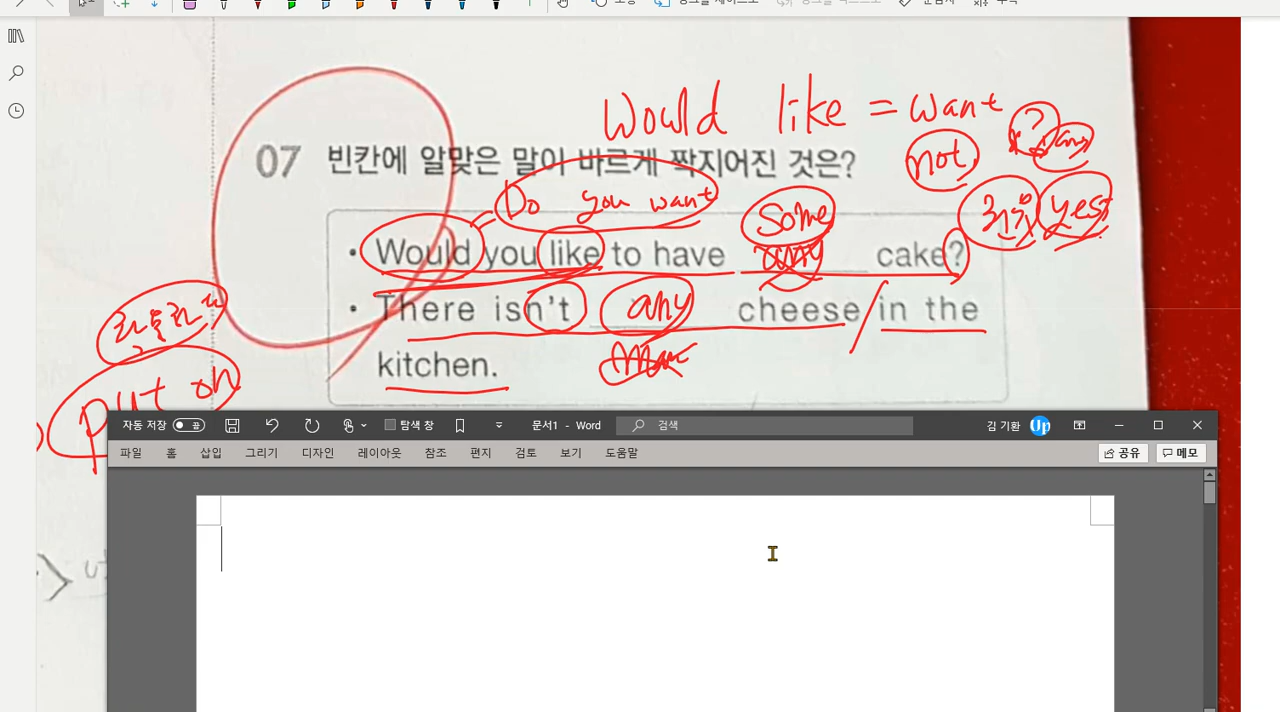 Would like = want
not ? any
07 빈칸에 알맞은 말이 바르게 짝지어진 것은?
= Do you want some 권유 yes
• Would you like to have any cake?
• There isn't any cheese / in the
kitchen.
put on
자동 저장 끔 탐색 창 문서1 - Word 검색 김 기환 Up
파일 홈 삽입 그리기 디자인 레이아웃 참조 편지 검토 보기 도움말 공유 메모